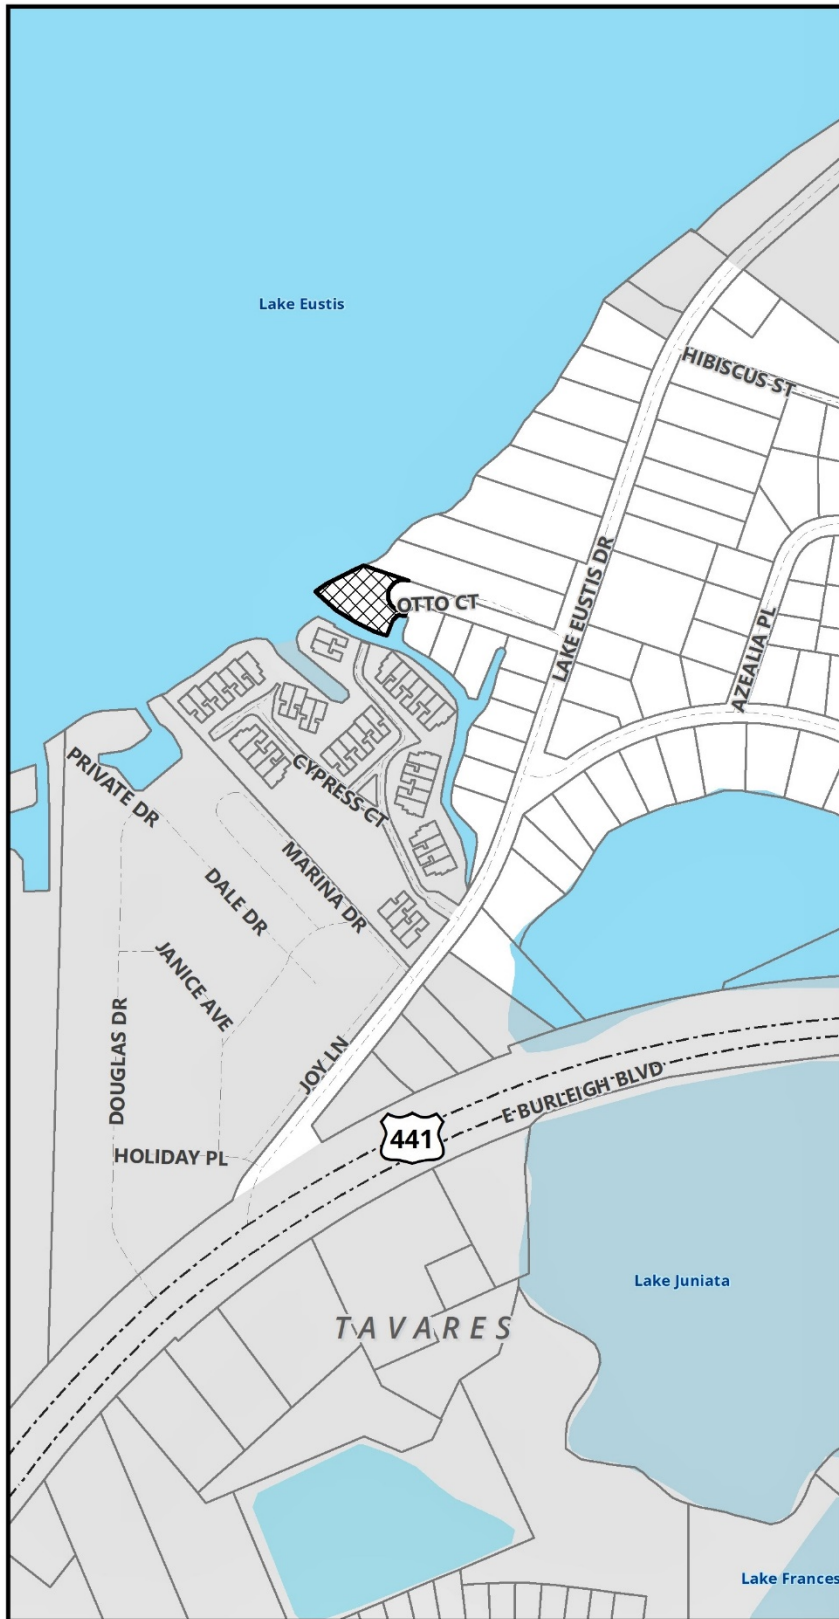 Lake Eustis
HIBISCUS ST
OTTO CT
LAKE EUSTIS DR
AZEALIA PL
PRIVATE DR
CYPRESS CT
MARINA DR
DALE DR
JANICE AVE
DOUGLAS DR
JOY LN
E BURLEIGH BLVD
441
HOLIDAY PL
Lake Juniata
TAVARES
Lake Frances